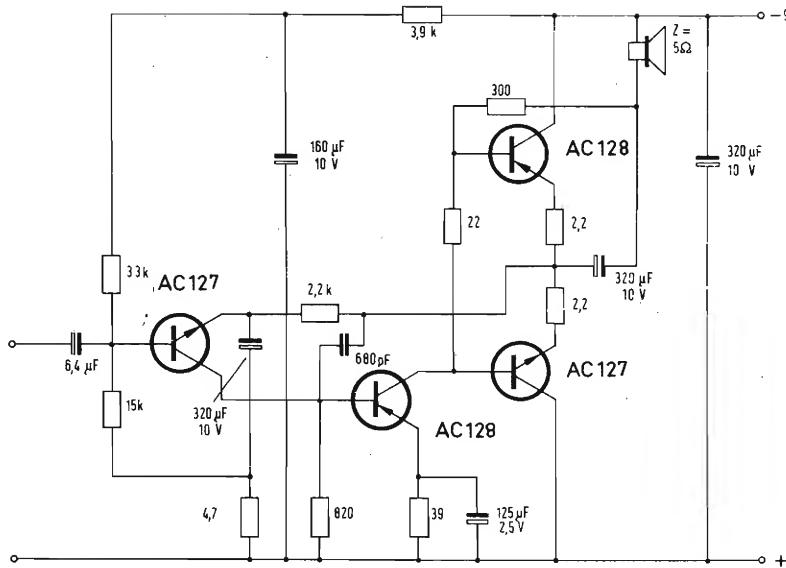 3,9 k
−9
Z =
5Ω
300
AC128
160 µF
10 V
320 µF
10 V
22
2,2
33k
AC127
2,2 k
320 µF
10 V
2,2
6,4 µF
680pF
AC127
15k
320 µF
10 V
AC128
4,7
820
39
125 µF
2,5 V
+